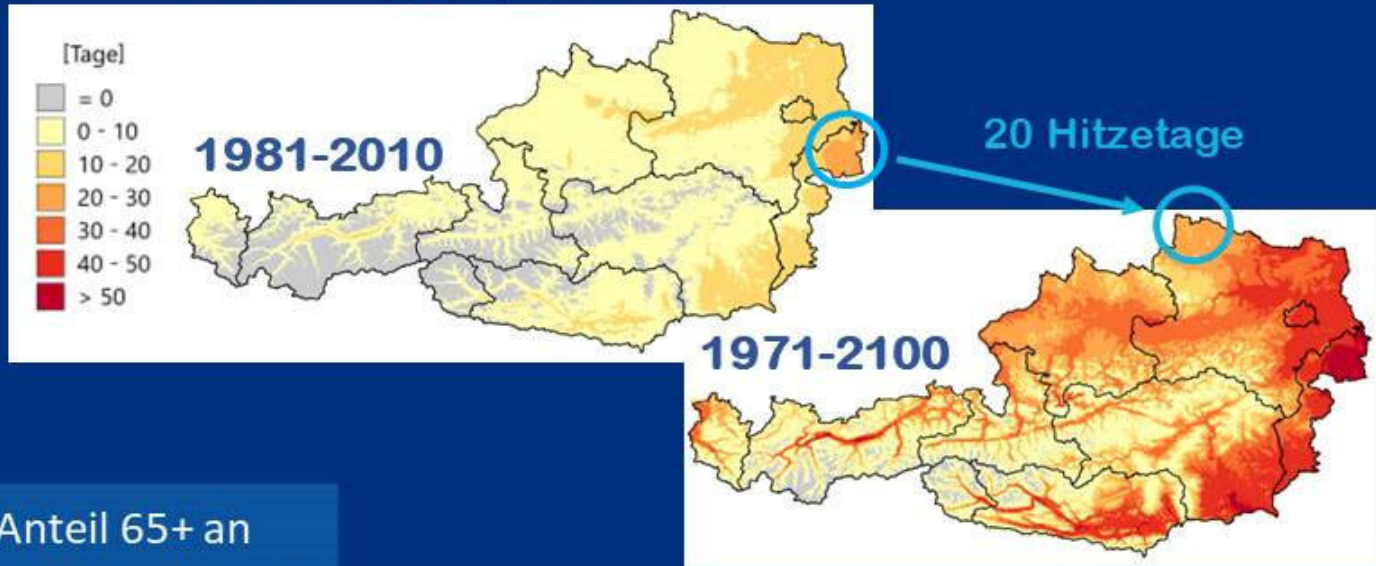 [Tage]
= 0
0 - 10
10 - 20
20 - 30
30 - 40
40 - 50
> 50
1981-2010
20 Hitzetage
1971-2100
Anteil 65+ an